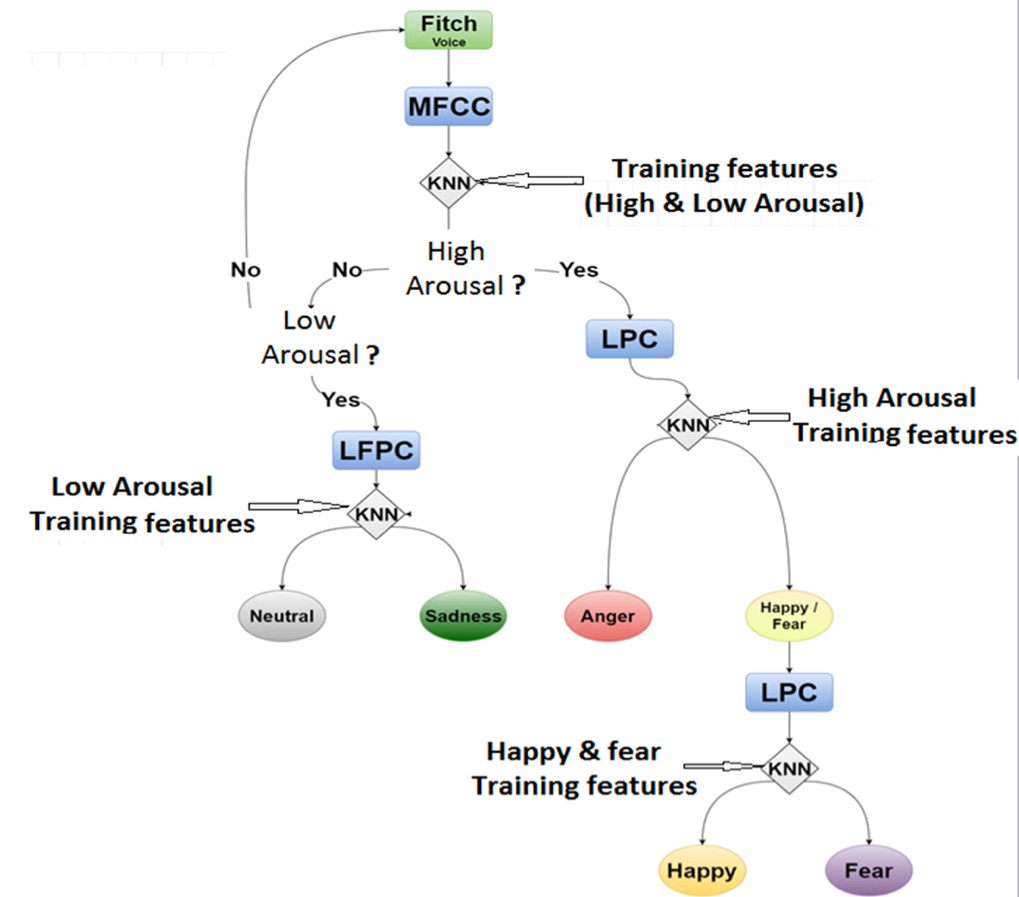 Fitch
Voice
MFCC
KNN
Training features
(High & Low Arousal)
High
Arousal ?
No
No
Yes
Low
Arousal ?
LPC
Yes
High Arousal
Training features
KNN
LFPC
Low Arousal
Training features
KNN
Neutral
Sadness
Anger
Happy /
Fear
LPC
Happy & fear
Training features
KNN
Happy
Fear